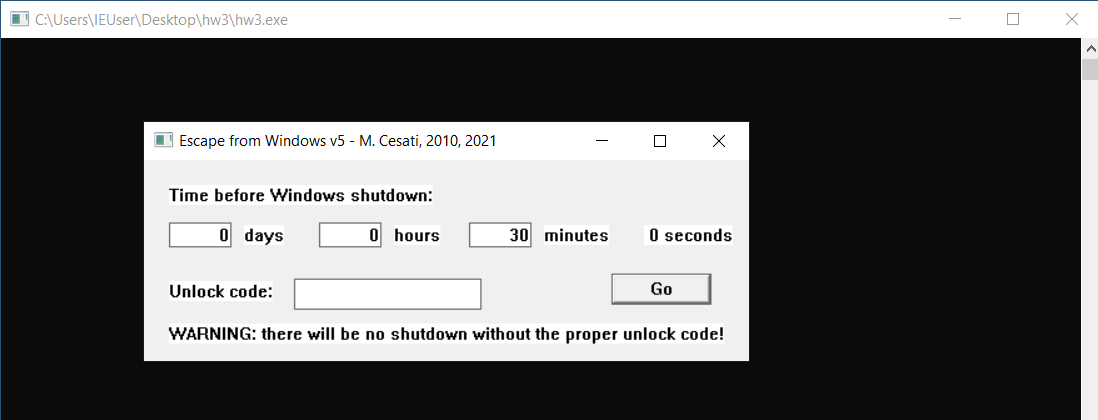 C:\Users\IEUser\Desktop\hw3\hw3.exe
Escape from Windows v5 - M. Cesati, 2010, 2021
Time before Windows shutdown:
0 days 0 hours 30 minutes 0 seconds
Unlock code: Go
WARNING: there will be no shutdown without the proper unlock code!